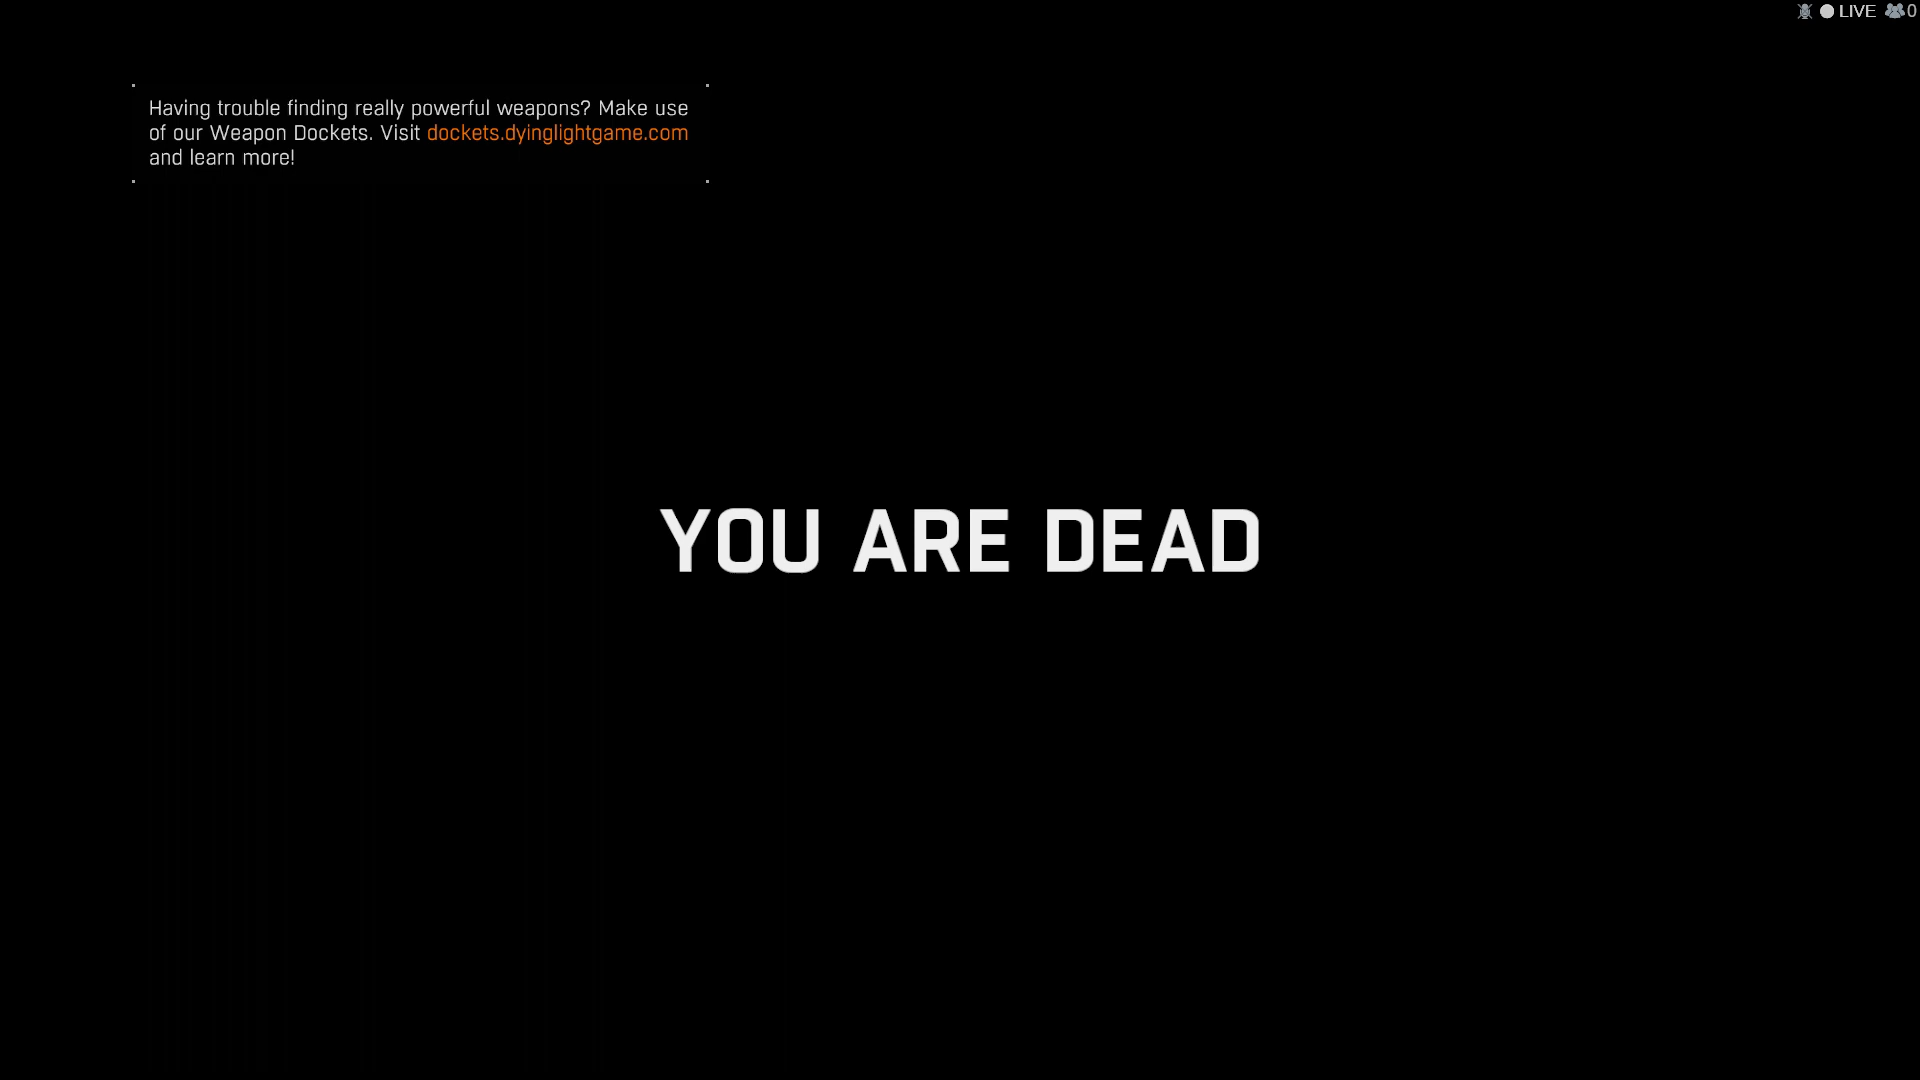 LIVE 0
Having trouble finding really powerful weapons? Make use
of our Weapon Dockets. Visit dockets.dyinglightgame.com
and learn more!
YOU ARE DEAD